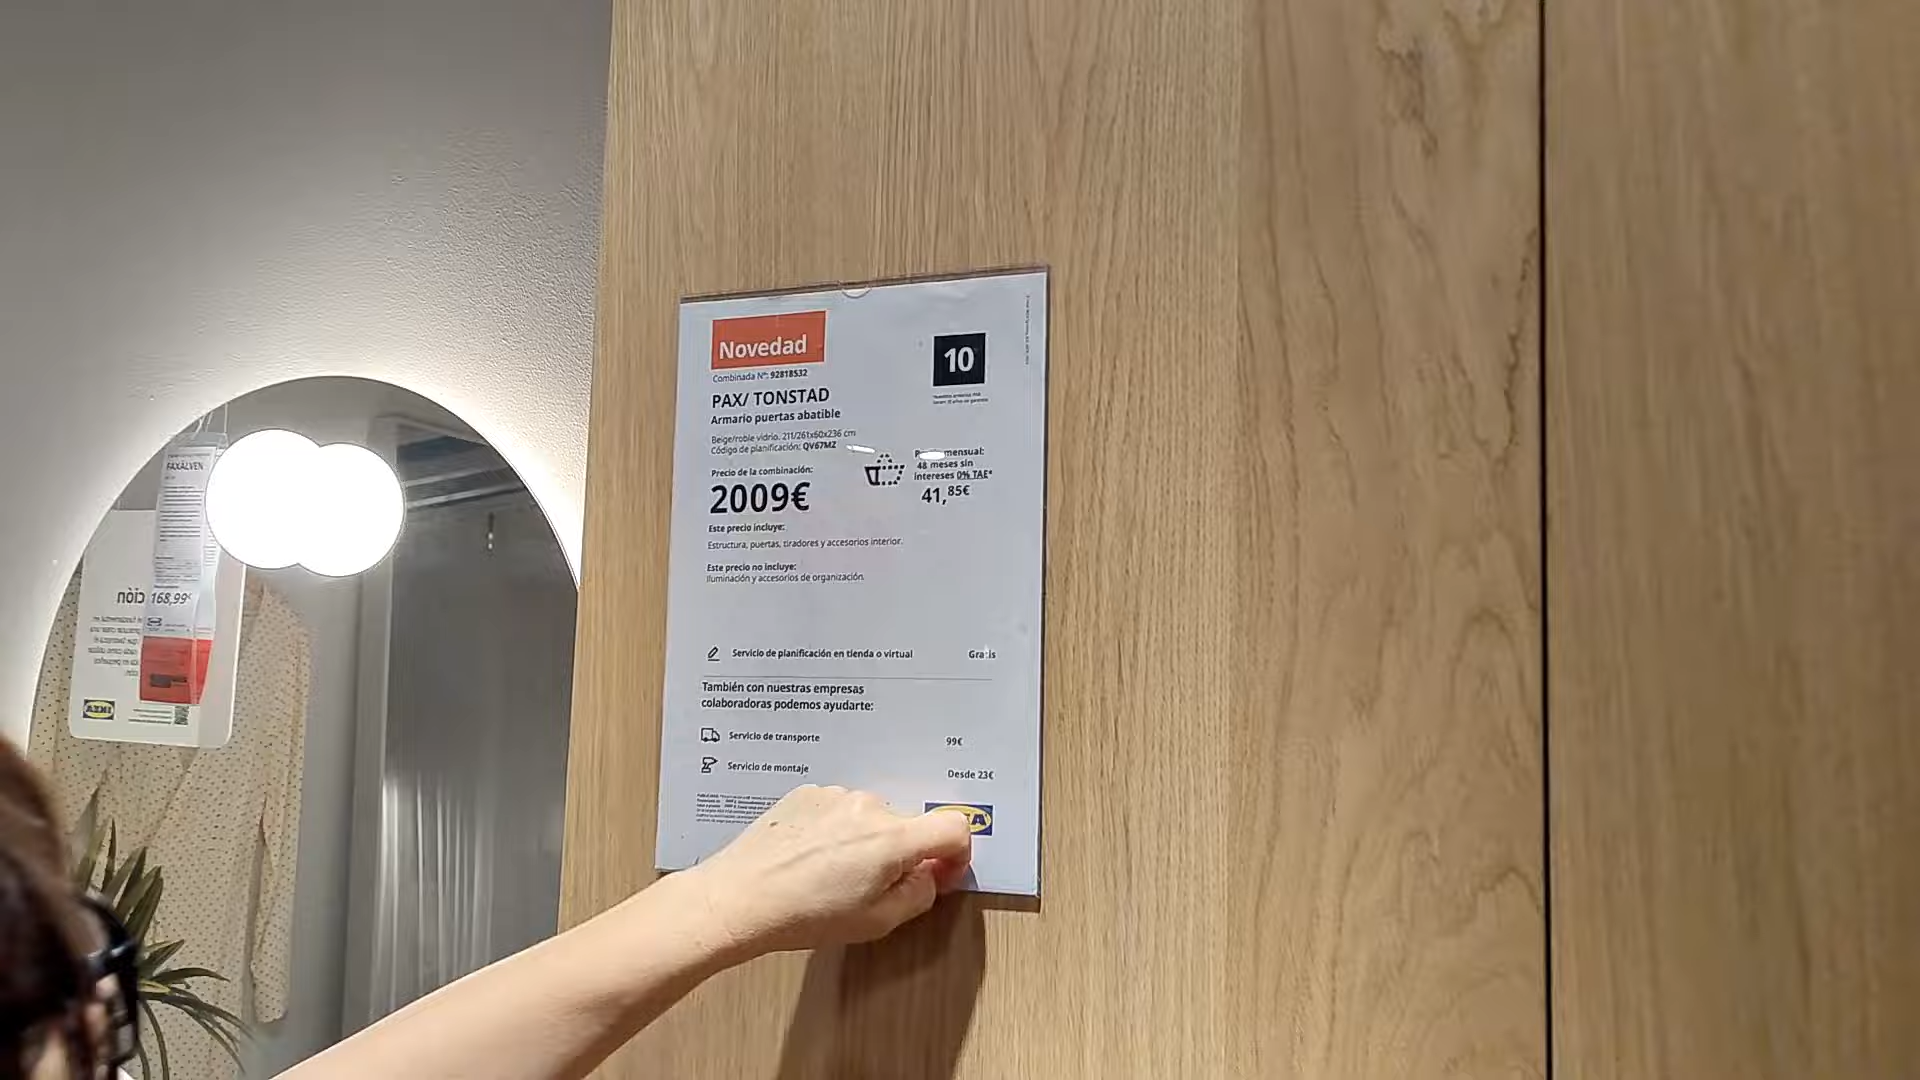 Novedad
Combinada Nº: 92818532
10
PAX/ TONSTAD
Armario puertas abatible
Beige/roble vidrio. 211/261x60x236 cm
Código de planificación: QV67MZ
mensual:
48 meses sin
intereses 0% TAE*
41,85€
Precio de la combinación:
2009€
Este precio incluye:
Estructura, puertas, tiradores y accesorios interior.
Este precio no incluye:
Iluminación y accesorios de organización.
Servicio de planificación en tienda o virtual Gratis
También con nuestras empresas
colaboradoras podemos ayudarte:
Servicio de transporte 99€
Servicio de montaje Desde 23€
FAXÄLVEN
168,99€
ción
IKEA